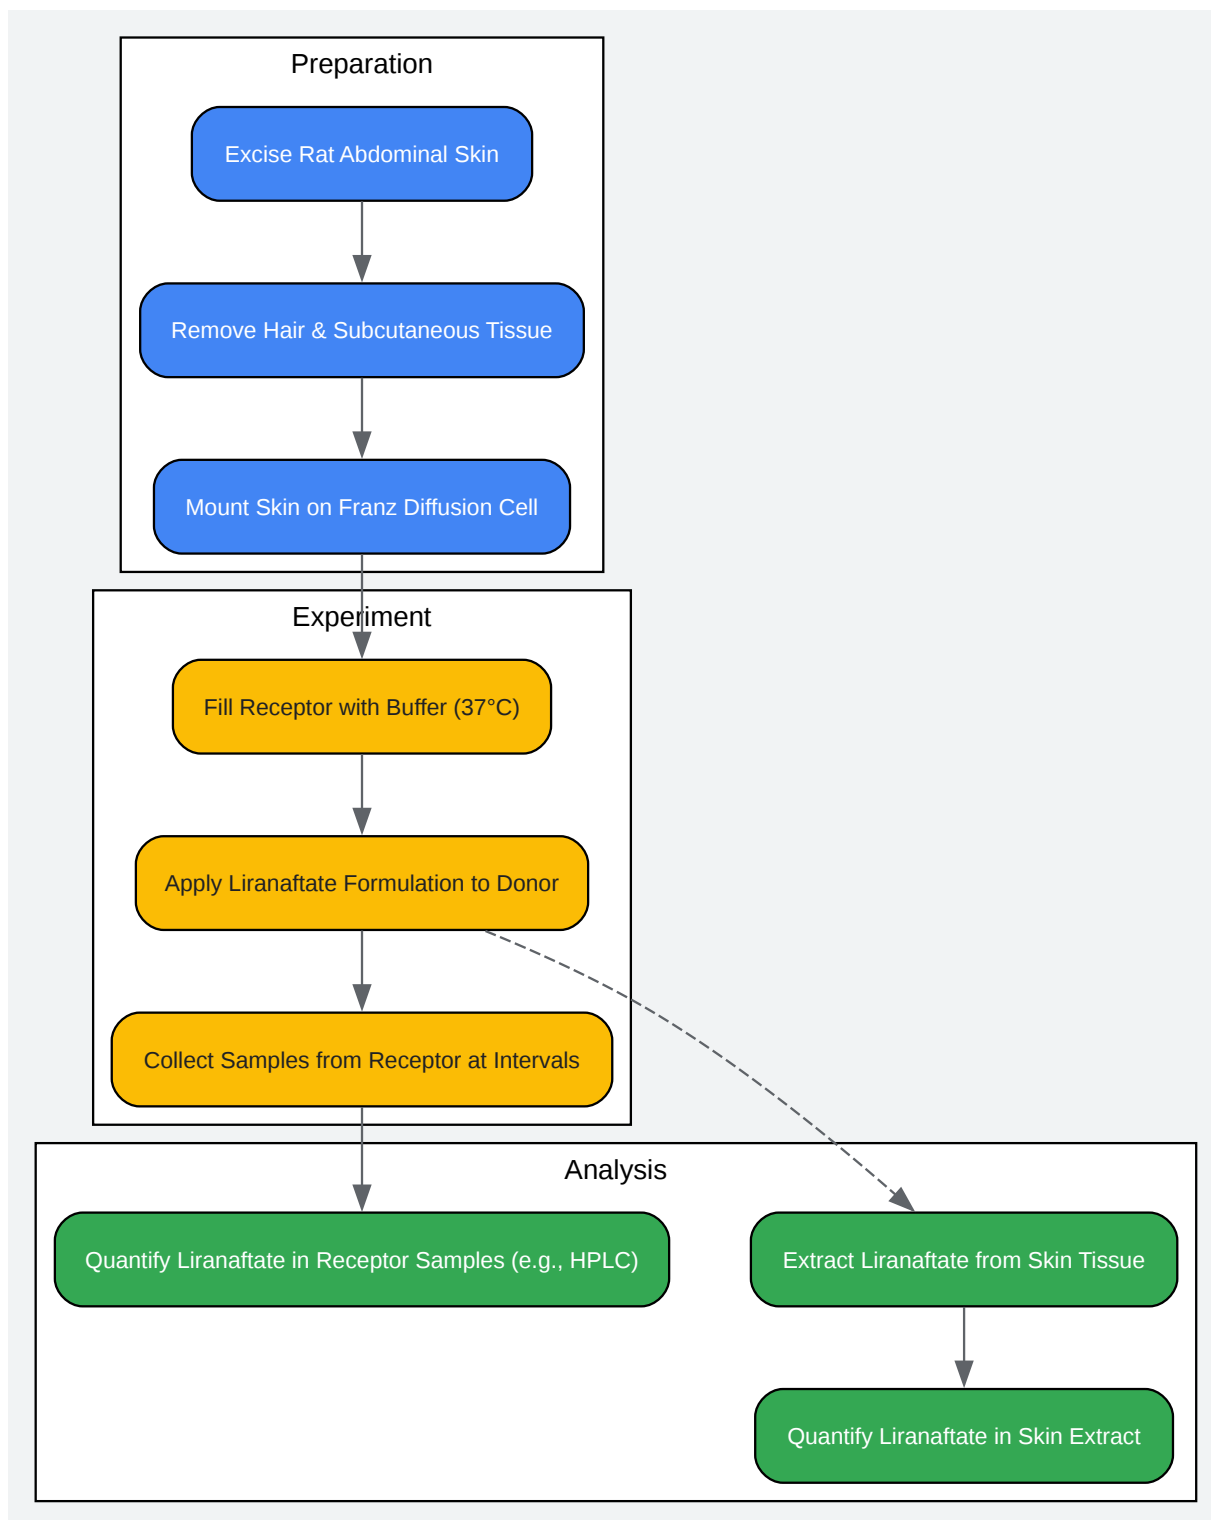 Preparation
Excise Rat Abdominal Skin
Remove Hair & Subcutaneous Tissue
Mount Skin on Franz Diffusion Cell
Experiment
Fill Receptor with Buffer (37°C)
Apply Liranaftate Formulation to Donor
Collect Samples from Receptor at Intervals
Analysis
Quantify Liranaftate in Receptor Samples (e.g., HPLC)
Extract Liranaftate from Skin Tissue
Quantify Liranaftate in Skin Extract